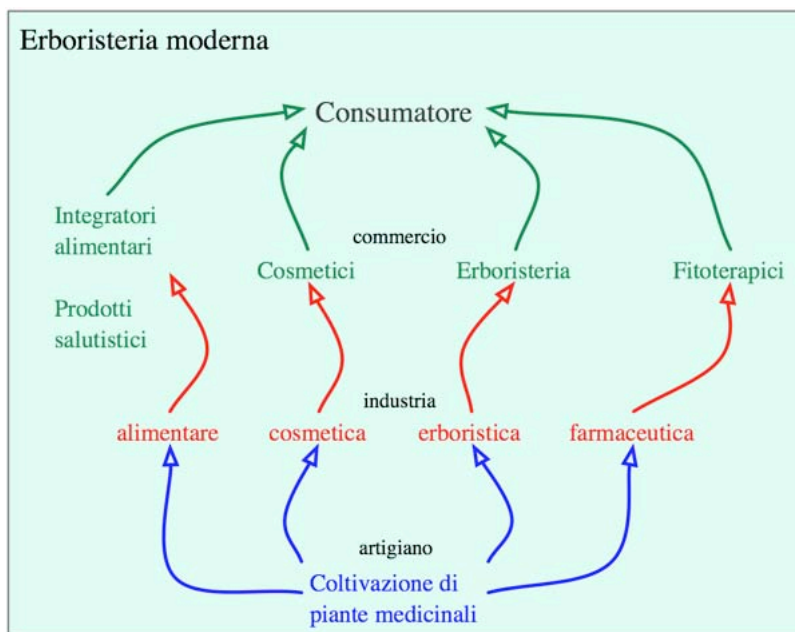 Erboristeria moderna
Consumatore
Integratori
alimentari
commercio
Cosmetici
Erboristeria
Fitoterapici
Prodotti
salutistici
industria
alimentare
cosmetica
erboristica
farmaceutica
artigiano
Coltivazione di
piante medicinali